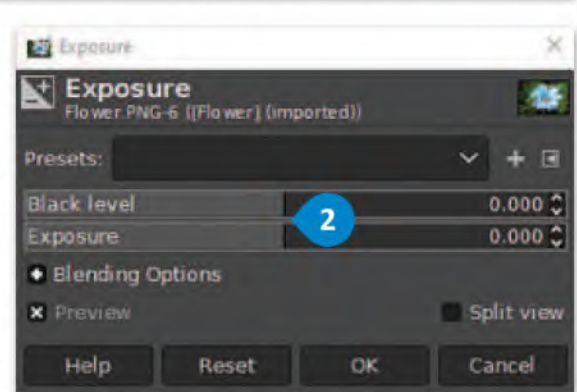 Exposure
Exposure
Flower.PNG-6 ([Flower] (imported))
Presets:
Black level 0.000
2
Exposure 0.000
Blending Options
Preview Split view
Help Reset OK Cancel